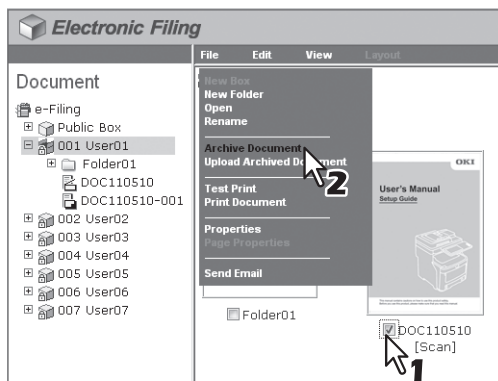 Electronic Filing
File Edit View Layout
Document
e-Filing
Public Box
001 User01
Folder01
DOC110510
DOC110510-001
002 User02
003 User03
004 User04
005 User05
006 User06
007 User07
New Box
New Folder
Open
Rename
Archive Document
Upload Archived Document
Test Print
Print Document
Properties
Page Properties
Send Email
2
Folder01
OKI
User's Manual
Setup Guide
DOC110510
[Scan]
1